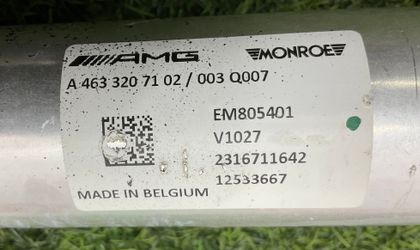 AMG MONROE
A 463 320 71 02 / 003 Q007
EM805401
V1027
2316711642
12533667
MADE IN BELGIUM